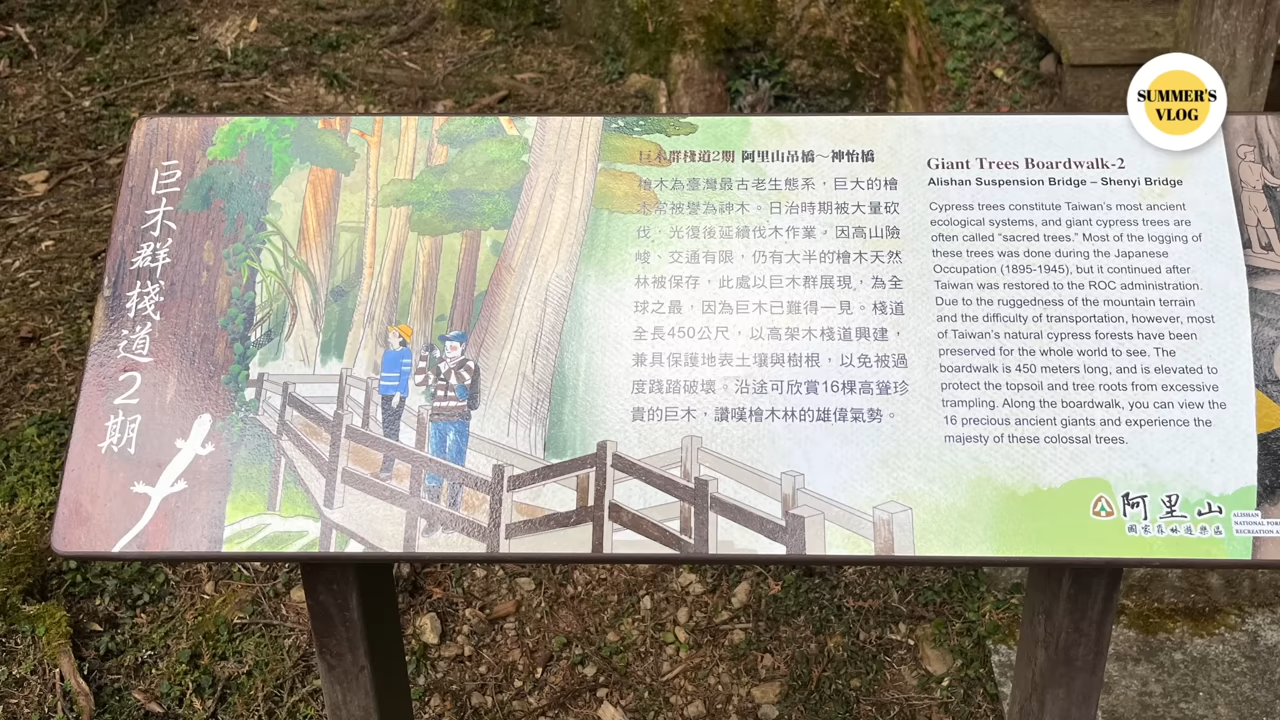 巨木群棧道2期
巨木群棧道2期 阿里山吊橋～神怡橋
檜木為臺灣最古老生態系，巨大的檜
木常被譽為神木。日治時期被大量砍
伐，光復後延續伐木作業，因高山險
峻、交通有限，仍有大半的檜木天然
林被保存，此處以巨木群展現，為全
球之最，因為巨木已難得一見。棧道
全長450公尺，以高架木棧道興建，
兼具保護地表土壤與樹根，以免被過
度踐踏破壞。沿途可欣賞16棵高聳珍
貴的巨木，讚嘆檜木林的雄偉氣勢。
Giant Trees Boardwalk-2
Alishan Suspension Bridge – Shenyi Bridge
Cypress trees constitute Taiwan's most ancient
ecological systems, and giant cypress trees are
often called "sacred trees." Most of the logging of
these trees was done during the Japanese
Occupation (1895-1945), but it continued after
Taiwan was restored to the ROC administration.
Due to the ruggedness of the mountain terrain
and the difficulty of transportation, however, most
of Taiwan's natural cypress forests have been
preserved for the whole world to see. The
boardwalk is 450 meters long, and is elevated to
protect the topsoil and tree roots from excessive
trampling. Along the boardwalk, you can view the
16 precious ancient giants and experience the
majesty of these colossal trees.
阿里山
國家森林遊樂區
ALISHAN
NATIONAL FOR
RECREATION A
SUMMER'S
VLOG